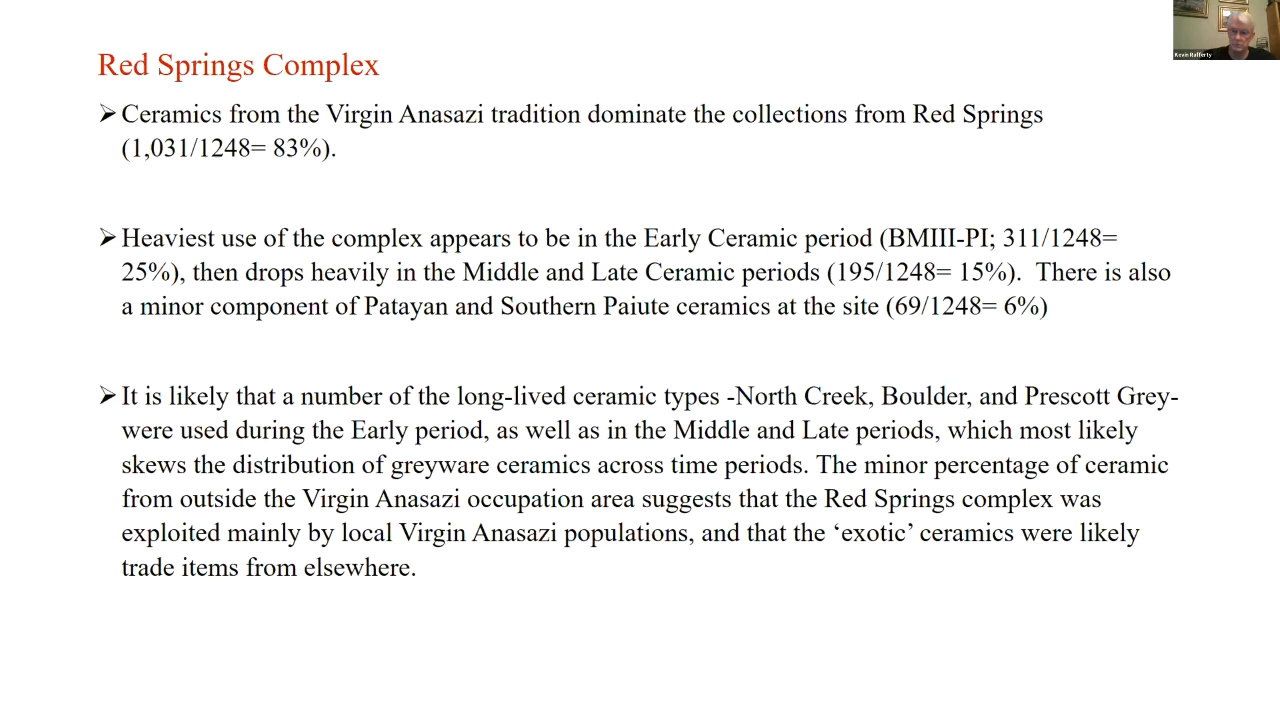 Kevin Rafferty
Red Springs Complex
➢Ceramics from the Virgin Anasazi tradition dominate the collections from Red Springs
(1,031/1248= 83%).
➢Heaviest use of the complex appears to be in the Early Ceramic period (BMIII-PI; 311/1248=
25%), then drops heavily in the Middle and Late Ceramic periods (195/1248= 15%).  There is also
a minor component of Patayan and Southern Paiute ceramics at the site (69/1248= 6%)
➢It is likely that a number of the long-lived ceramic types -North Creek, Boulder, and Prescott Grey-
were used during the Early period, as well as in the Middle and Late periods, which most likely
skews the distribution of greyware ceramics across time periods. The minor percentage of ceramic
from outside the Virgin Anasazi occupation area suggests that the Red Springs complex was
exploited mainly by local Virgin Anasazi populations, and that the ‘exotic’ ceramics were likely
trade items from elsewhere.